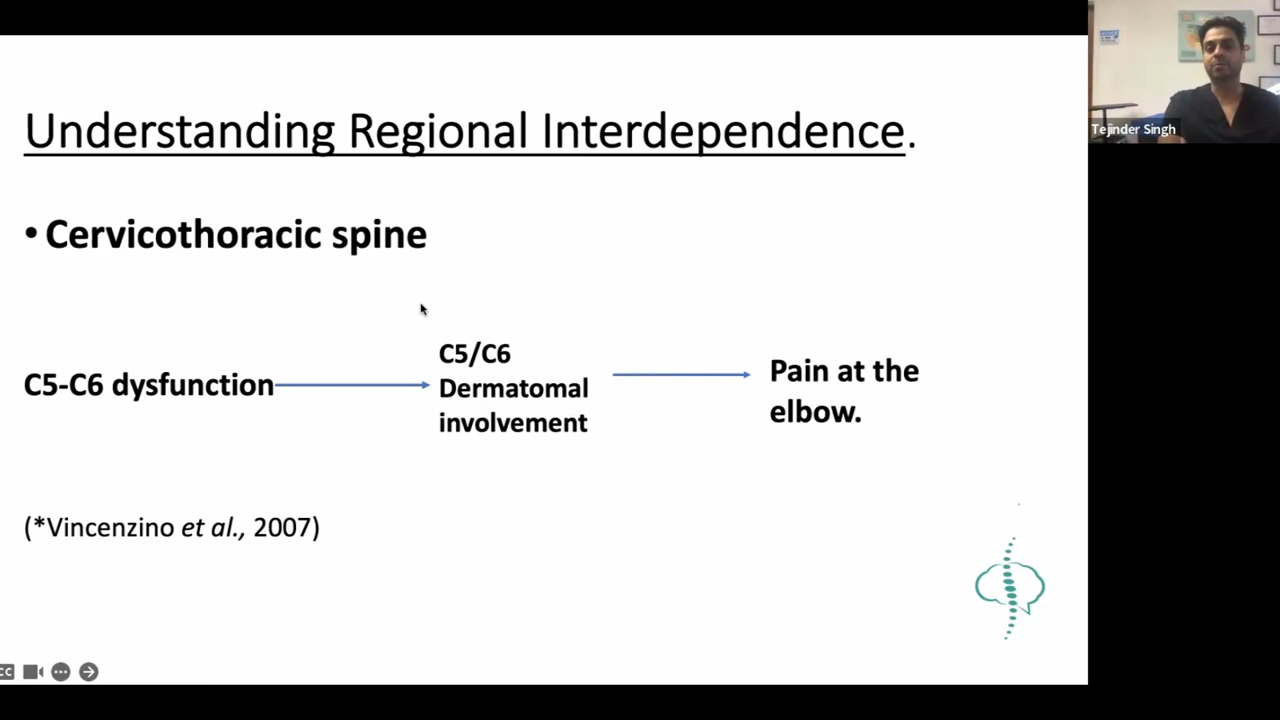 Understanding Regional Interdependence.
• Cervicothoracic spine
C5-C6 dysfunction
C5/C6
Dermatomal
involvement
Pain at the
elbow.
(*Vincenzino et al., 2007)
Tejinder Singh
CC